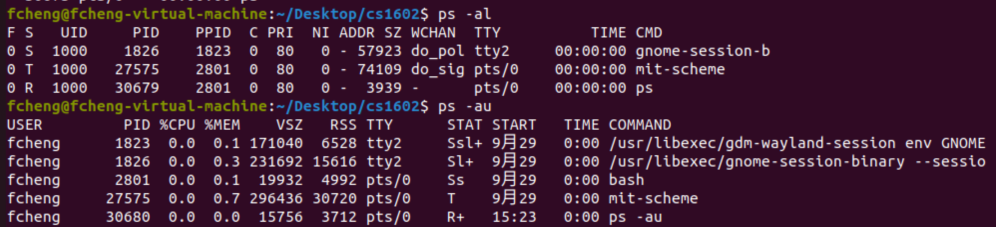 fcheng@fcheng-virtual-machine:~/Desktop/cs1602$ ps -al
F S   UID     PID    PPID  C PRI  NI ADDR SZ WCHAN  TTY          TIME CMD
0 S  1000    1826    1823  0  80   0 - 57923 do_pol tty2     00:00:00 gnome-session-b
0 T  1000   27575    2801  0  80   0 - 74109 do_sig pts/0    00:00:00 mit-scheme
0 R  1000   30679    2801  0  80   0 -  3939 -      pts/0    00:00:00 ps
fcheng@fcheng-virtual-machine:~/Desktop/cs1602$ ps -au
USER         PID %CPU %MEM    VSZ   RSS TTY      STAT START   TIME COMMAND
fcheng      1823  0.0  0.1 171040  6528 tty2     Ssl+ 9月29   0:00 /usr/libexec/gdm-wayland-session env GNOME
fcheng      1826  0.0  0.3 231692 15616 tty2     Sl+  9月29   0:00 /usr/libexec/gnome-session-binary --sessio
fcheng      2801  0.0  0.1  19932  4992 pts/0    Ss   9月29   0:00 bash
fcheng     27575  0.0  0.7 296436 30720 pts/0    T    9月29   0:00 mit-scheme
fcheng     30680  0.0  0.0  15756  3712 pts/0    R+   15:23   0:00 ps -au